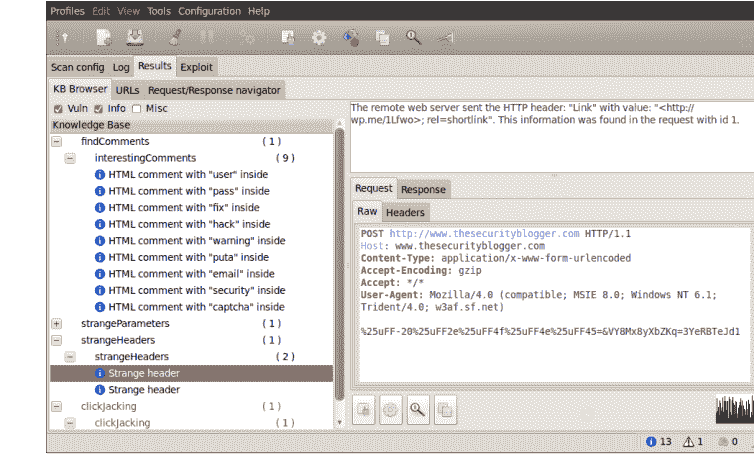 Profiles Edit View Tools Configuration Help
Scan config Log Results Exploit
KB Browser URLs Request/Response navigator
Vuln Info Misc
Knowledge Base
findComments (1)
interestingComments (9)
HTML comment with "user" inside
HTML comment with "pass" inside
HTML comment with "fix" inside
HTML comment with "hack" inside
HTML comment with "warning" inside
HTML comment with "puta" inside
HTML comment with "email" inside
HTML comment with "security" inside
HTML comment with "captcha" inside
strangeParameters (1)
strangeHeaders (1)
strangeHeaders (2)
Strange header
Strange header
clickJacking (1)
clickJacking (1)
The remote web server sent the HTTP header: "Link" with value: "<http://
wp.me/1Lfwo>; rel=shortlink". This information was found in the request with id 1.
Request Response
Raw Headers
POST http://www.thesecurityblogger.com HTTP/1.1
Host: www.thesecurityblogger.com
Content-Type: application/x-www-form-urlencoded
Accept-Encoding: gzip
Accept: */*
User-Agent: Mozilla/4.0 (compatible; MSIE 8.0; Windows NT 6.1;
Trident/4.0; w3af.sf.net)
%25uFF-20%25uFF2e%25uFF4f%25uFF4e%25uFF45=&VY8Mx8yXbZKq=3YeRBTeJd1
13 1 0